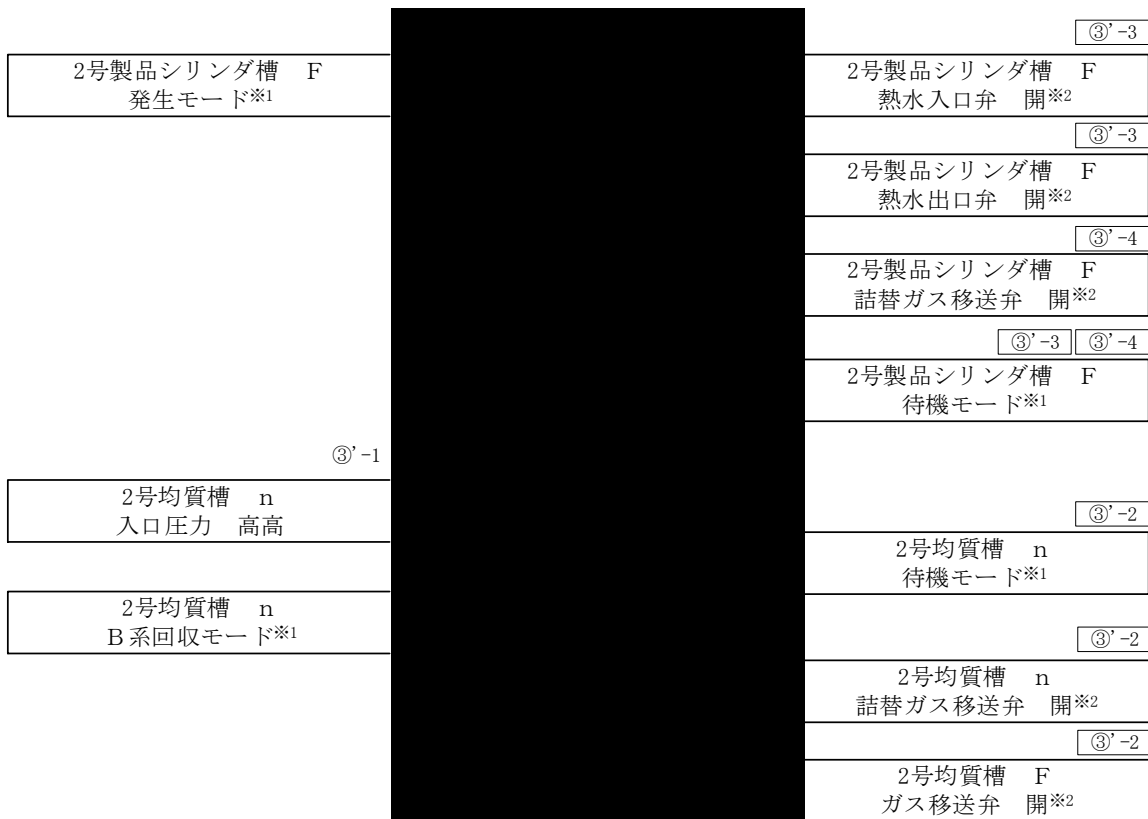 ③'-3
2号製品シリンダ槽 F
発生モード※1
2号製品シリンダ槽 F
熱水入口弁 開※2
③'-3
2号製品シリンダ槽 F
熱水出口弁 開※2
③'-4
2号製品シリンダ槽 F
詰替ガス移送弁 開※2
③'-3 ③'-4
2号製品シリンダ槽 F
待機モード※1
③'-1
2号均質槽 n
入口圧力 高高
③'-2
2号均質槽 n
待機モード※1
2号均質槽 n
B系回収モード※1
③'-2
2号均質槽 n
詰替ガス移送弁 開※2
③'-2
2号均質槽 F
ガス移送弁 開※2